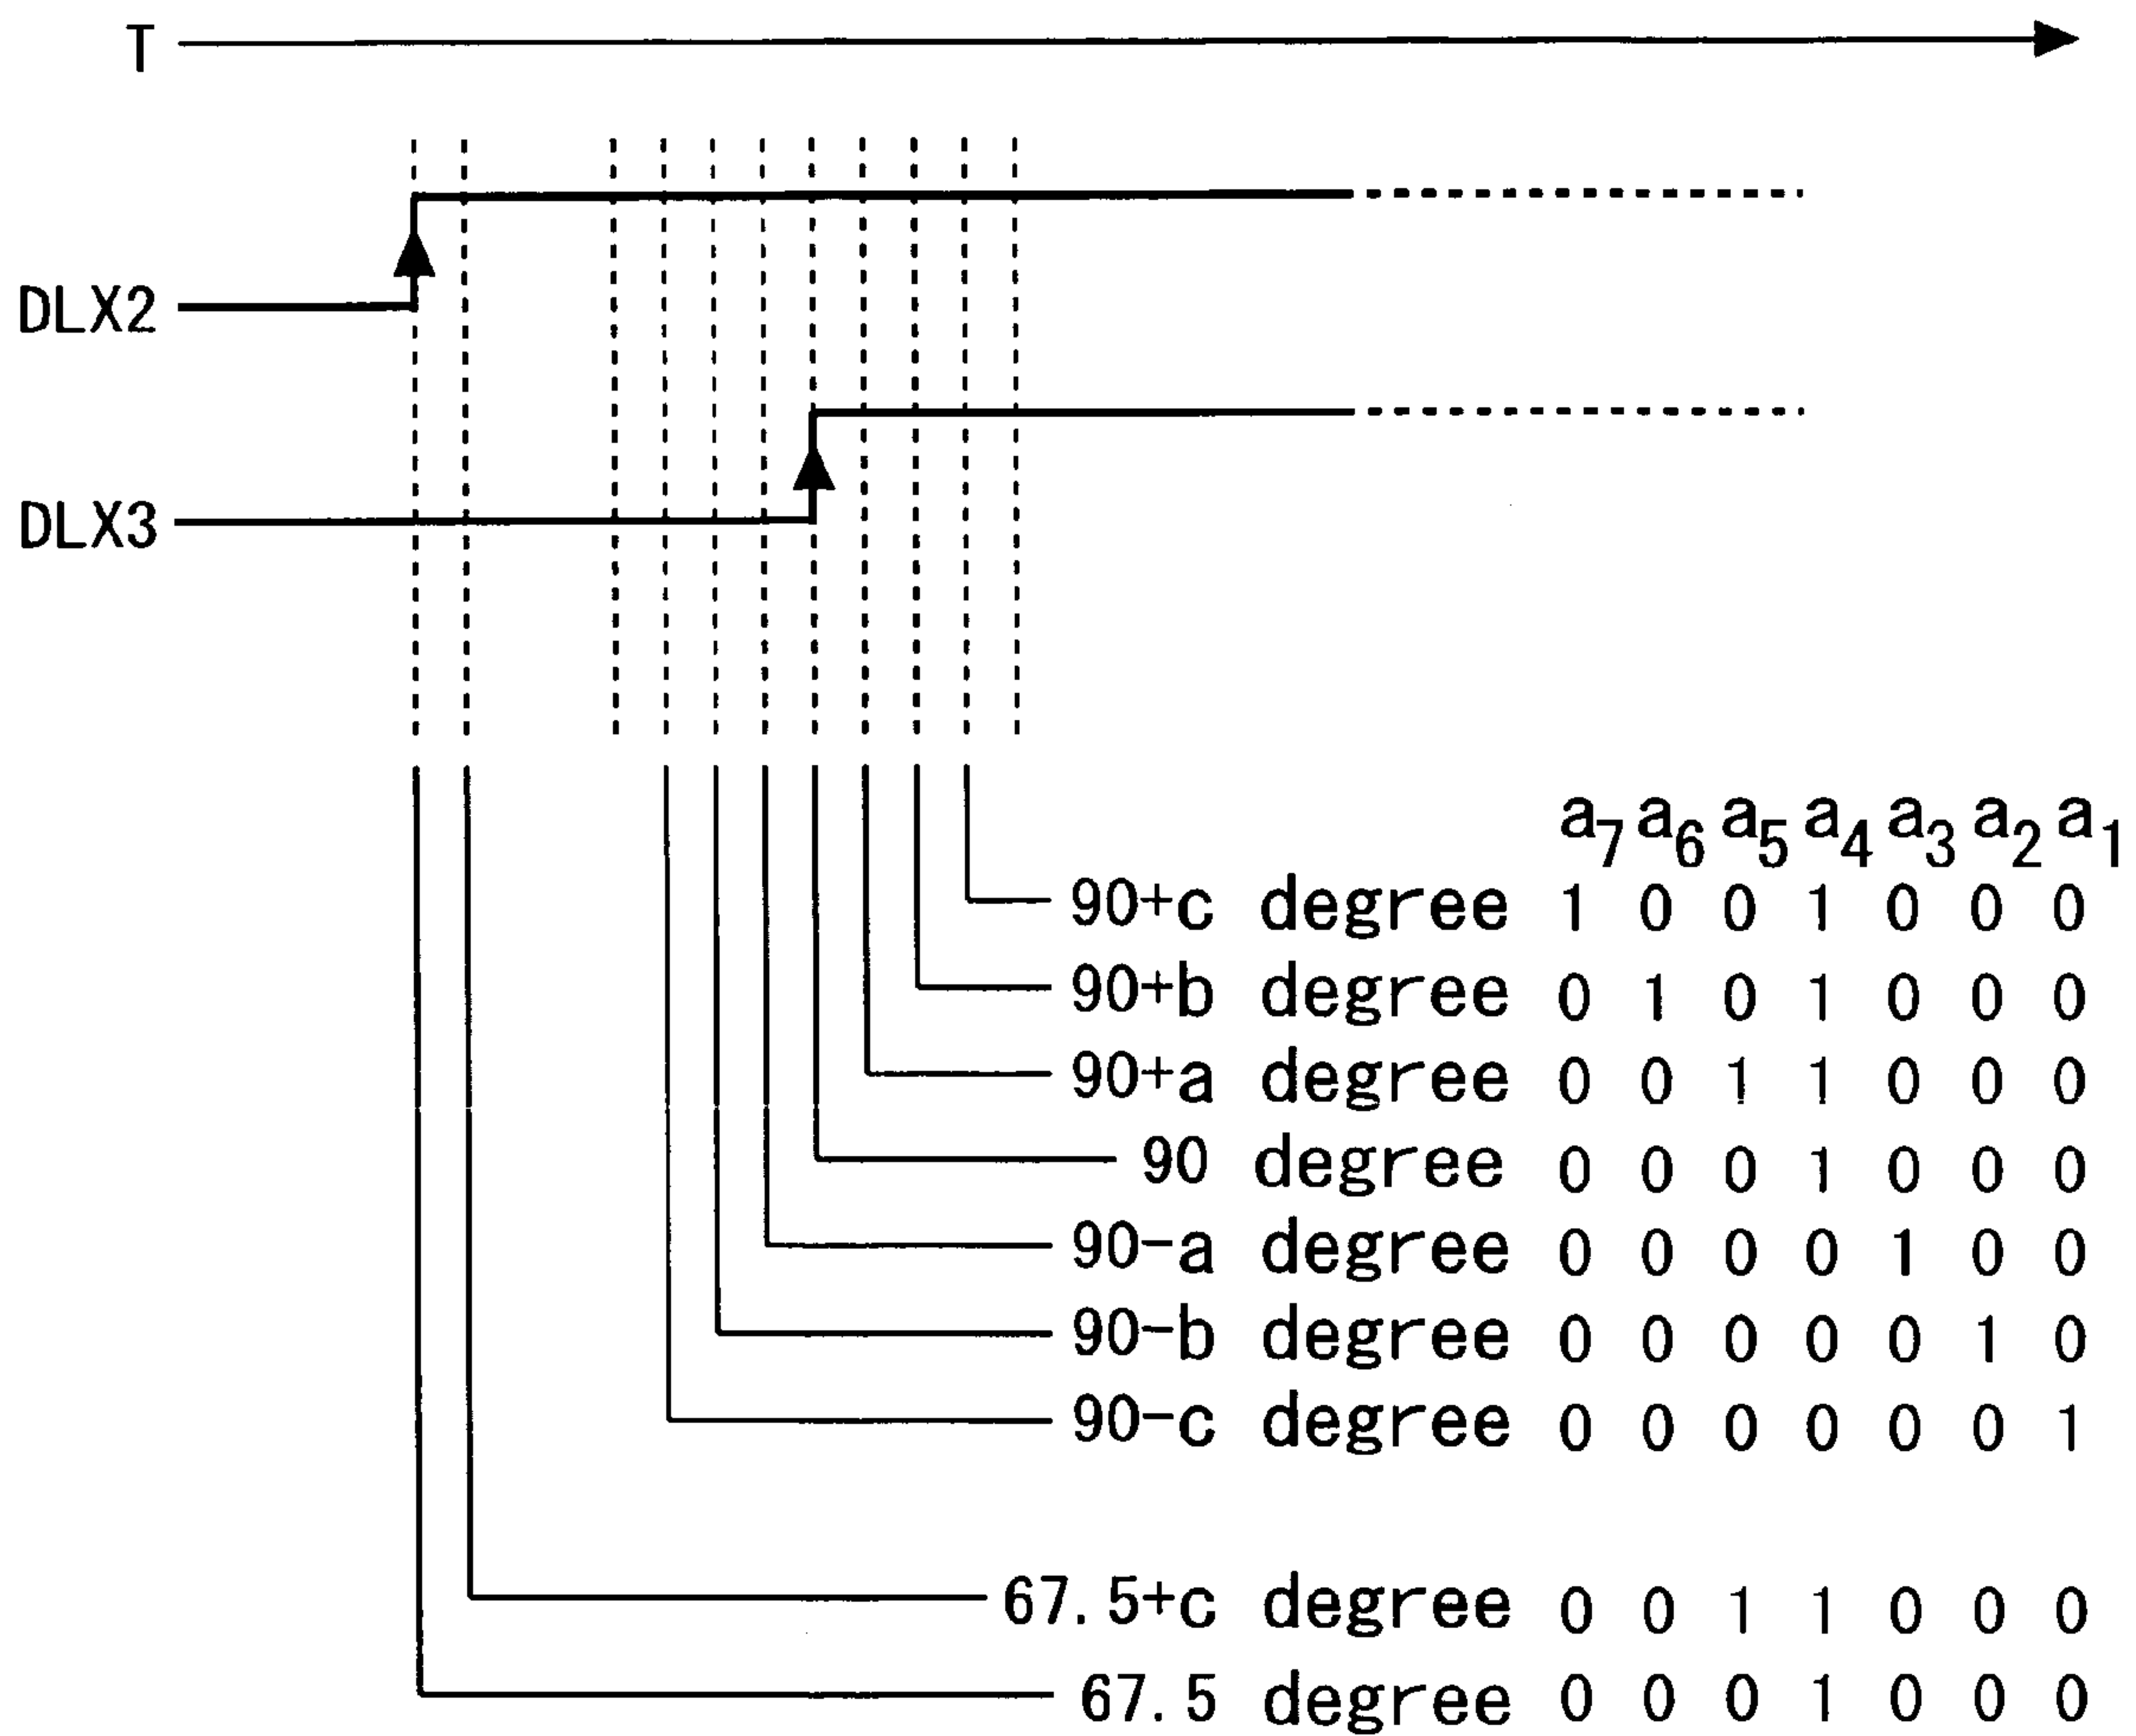 T
DLX2
DLX3
a7 a6 a5 a4 a3 a2 a1
90+c degree 1 0 0 1 0 0 0
90+b degree 0 1 0 1 0 0 0
90+a degree 0 0 1 1 0 0 0
90 degree 0 0 0 1 0 0 0
90-a degree 0 0 0 0 1 0 0
90-b degree 0 0 0 0 0 1 0
90-c degree 0 0 0 0 0 0 1
67.5+c degree 0 0 1 1 0 0 0
67.5 degree 0 0 0 1 0 0 0